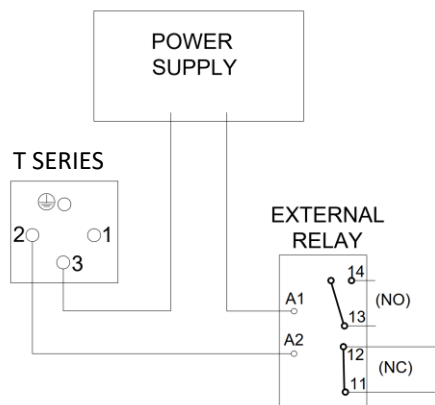 POWER
SUPPLY
T SERIES
2
1
3
EXTERNAL
RELAY
14
A1
(NO)
13
A2
12
(NC)
11